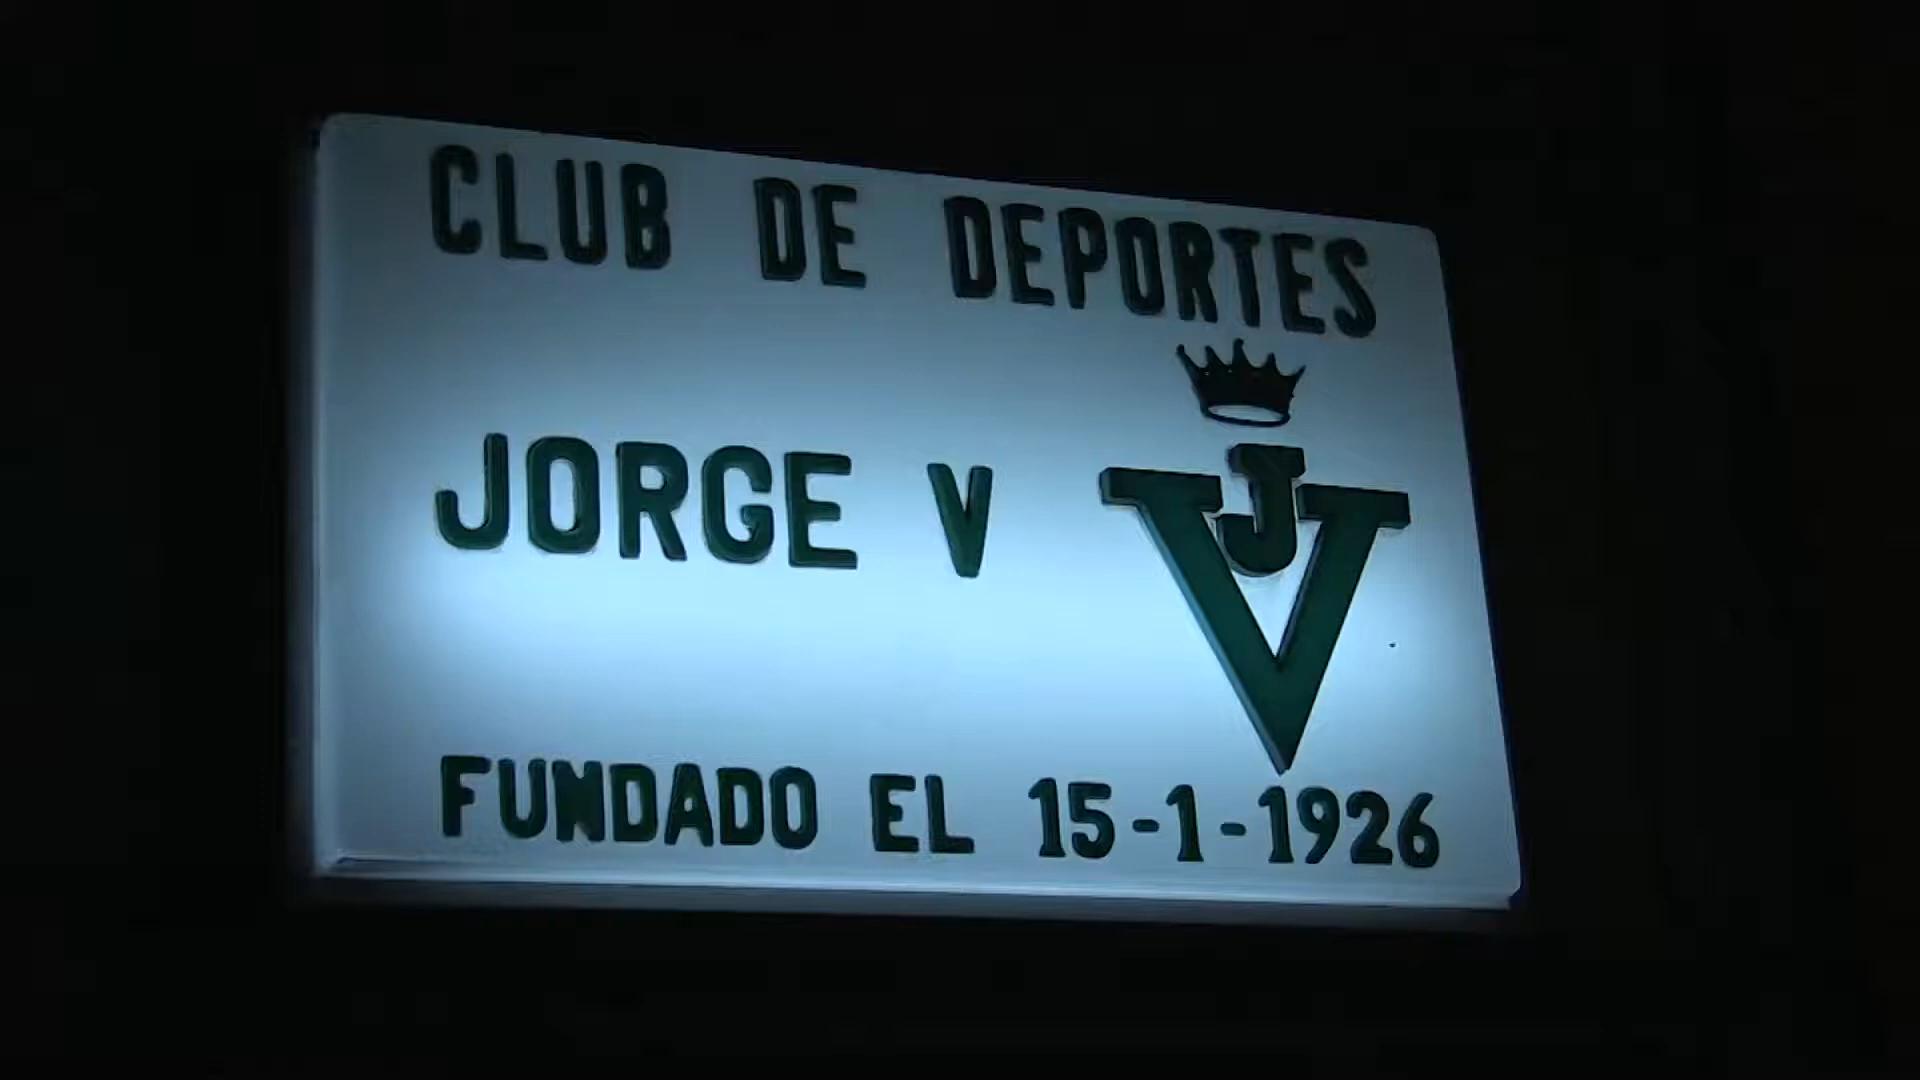 CLUB DE DEPORTES
JORGE V
JV
FUNDADO EL 15-1-1926